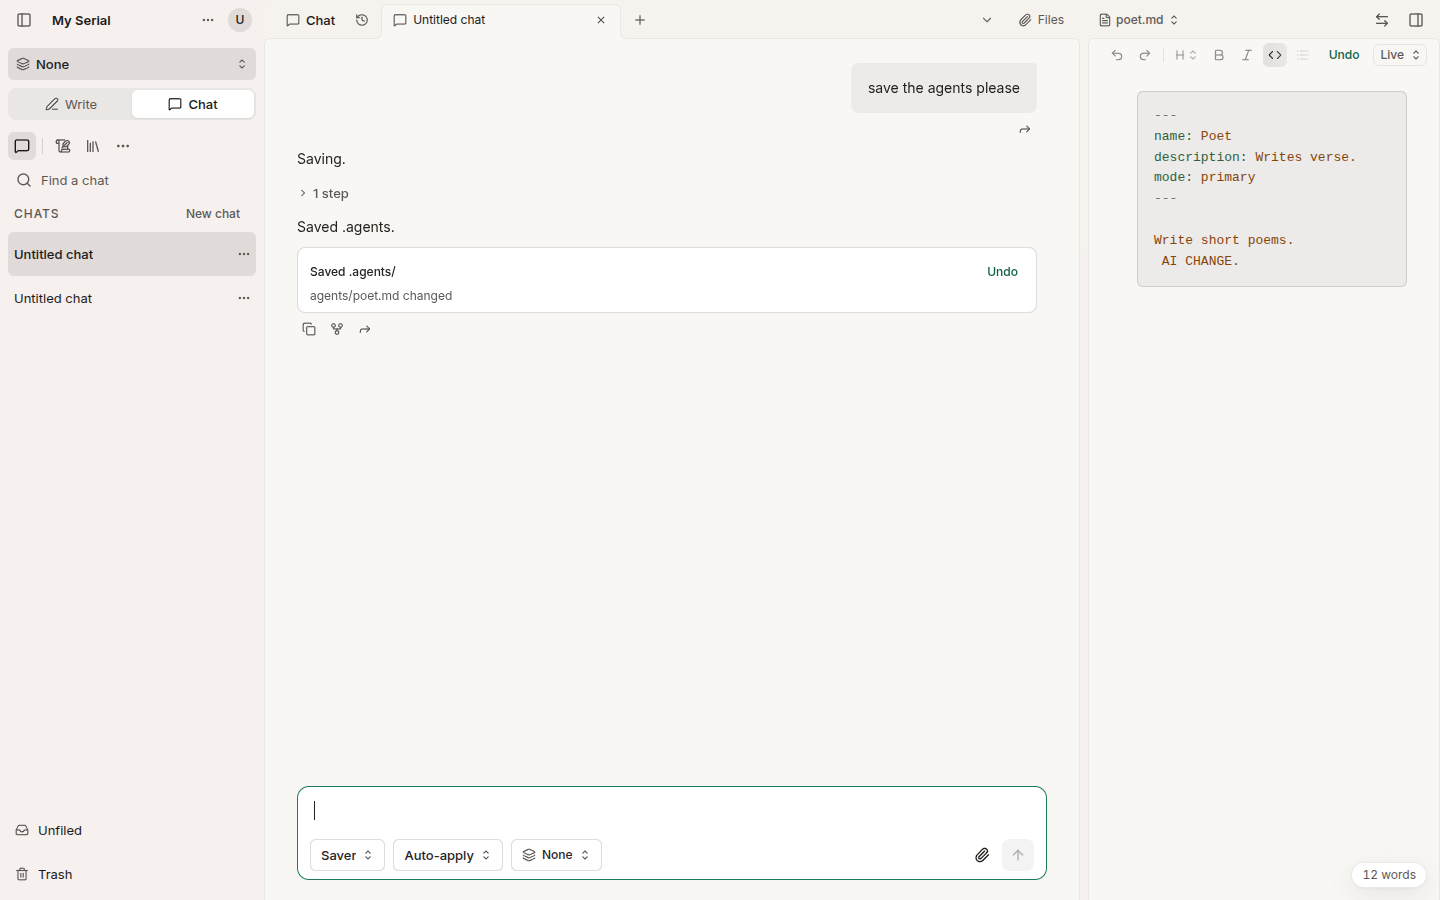 My Serial
U
None
Write
Chat
Find a chat
CHATS
New chat
Untitled chat
Untitled chat
Unfiled
Trash
Chat
Untitled chat
Files
save the agents please
Saving.
1 step
Saved .agents.
Saved .agents/
Undo
agents/poet.md changed
Saver
Auto-apply
None
poet.md
H
B
I
Undo
Live
---
name: Poet
description: Writes verse.
mode: primary
---
Write short poems.
AI CHANGE.
12 words